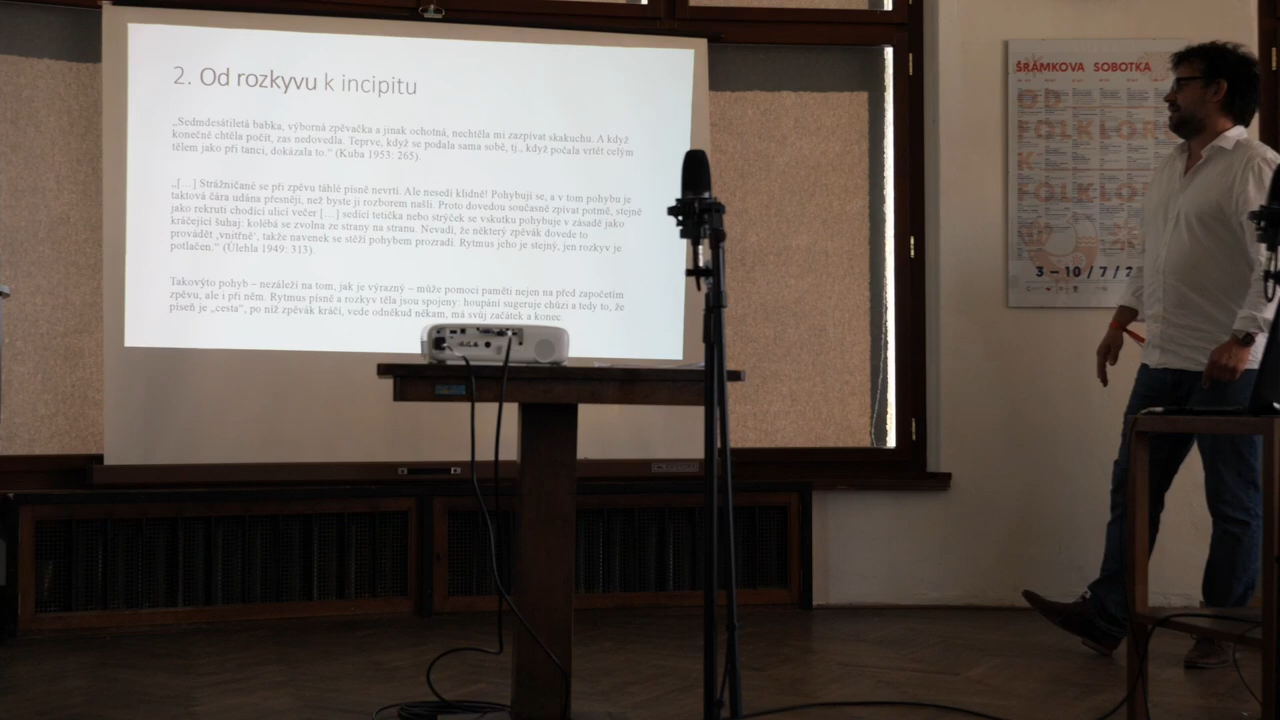 2. Od rozkyvu k incipitu
„Sedmdesátiletá babka, výborná zpěvačka a jinak ochotná, nechtěla mi zazpívat skakuchu. A když
konečně chtěla počít, zas nedovedla. Teprve, když se podala sama sobě, tj., když počala vrtět celým
tělem jako při tanci, dokázala to.“ (Kuba 1953: 265).
„[…] Strážničané se při zpěvu táhlé písně nevrtí. Ale nesedí klidně! Pohybují se, a v tom pohybu je
taktová čára udána přesněji, než byste ji rozborem našli. Proto dovedou současně zpívat potmě, stejně
jako rekruti chodící ulicí večer […] sedící tetička nebo strýček se vskutku pohybuje v zásadě jako
kráčející šuhaj: kolébá se zvolna ze strany na stranu. Nevadí, že některý zpěvák dovede to
provádět ‚vnitřně‘, takže navenek se stěží pohybem prozradí. Rytmus jeho je stejný, jen rozkyv je
potlačen.“ (Úlehla 1949: 313).
Takovýto pohyb – nezáleží na tom, jak je výrazný – může pomoci paměti nejen na před započetím
zpěvu, ale i při něm. Rytmus písně a rozkyv těla jsou spojeny: houpání sugeruje chůzi a tedy to, že
píseň je „cesta“, po níž zpěvák kráčí, vede odněkud někam, má svůj začátek a konec.
ŠRÁMKOVA SOBOTKA
OD
FOLKLOR
K
FOLKLOR
3 – 10 / 7 / 2